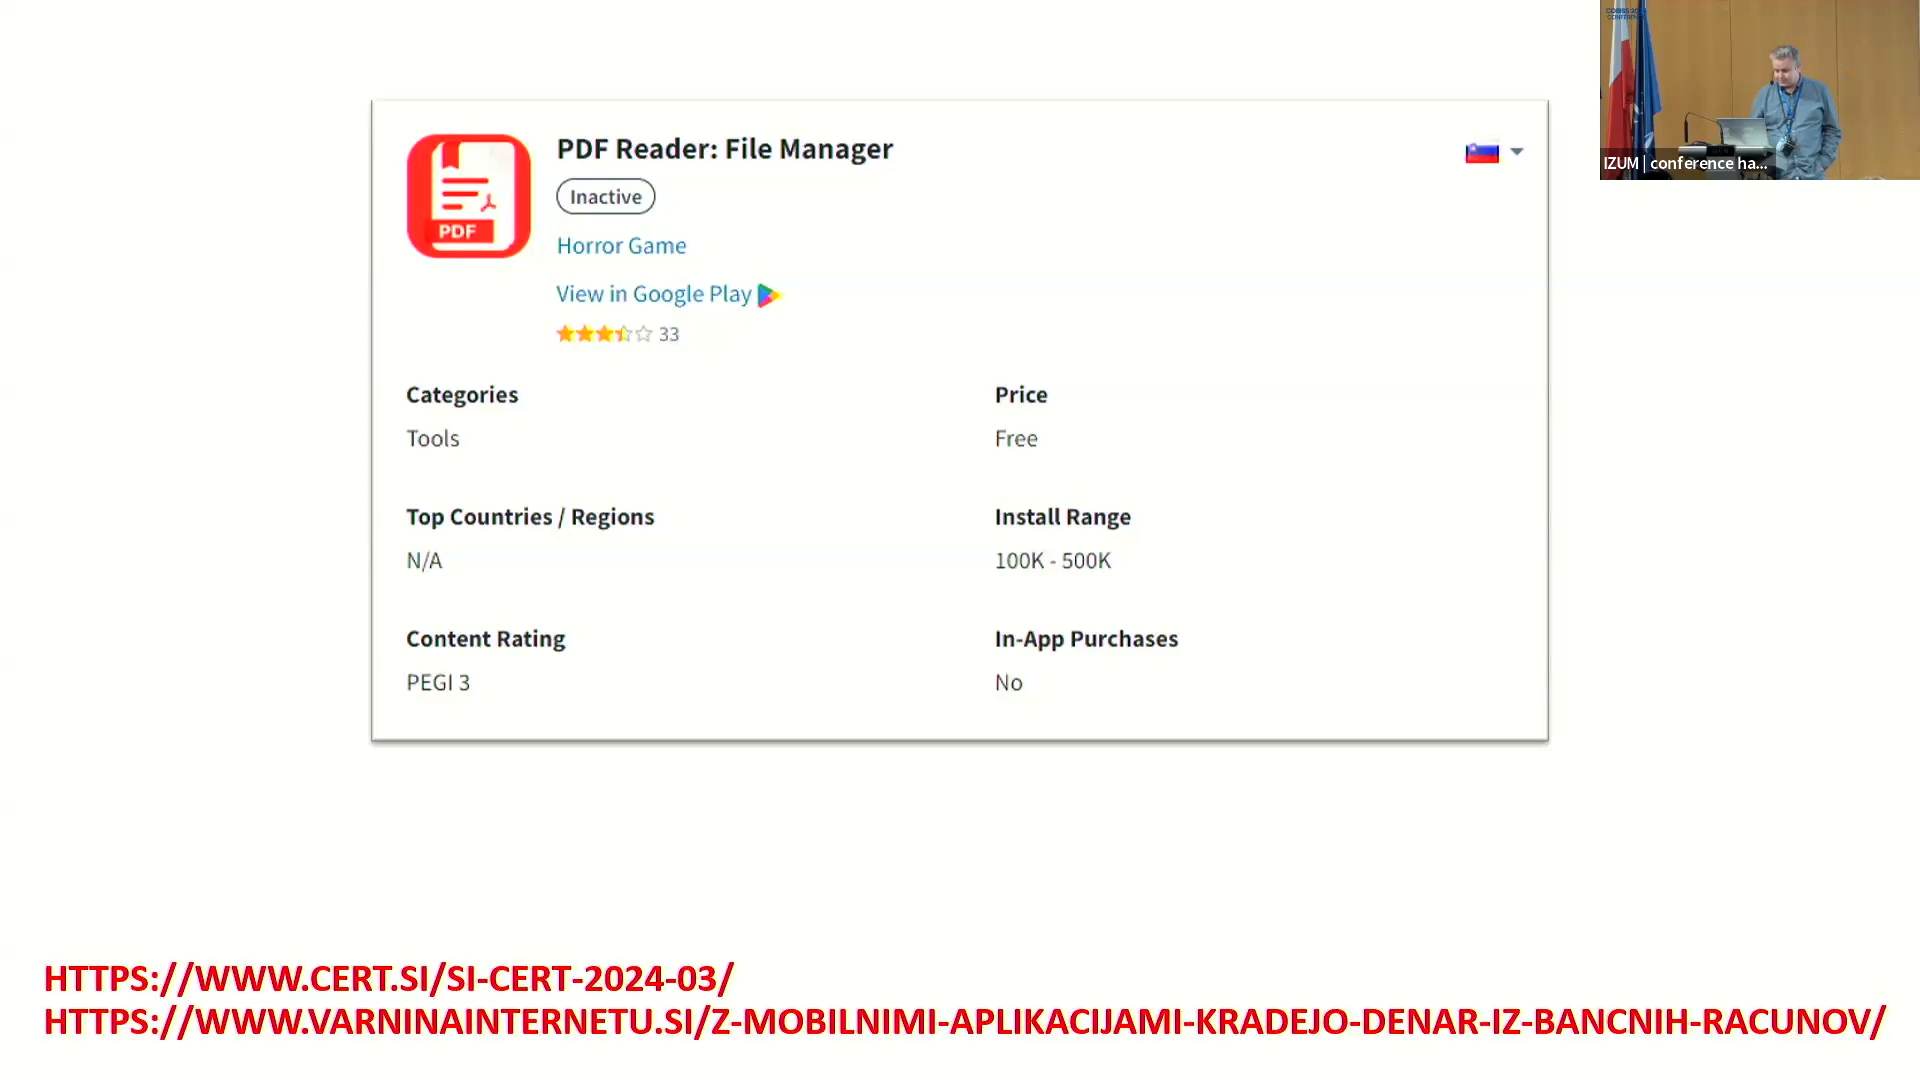 PDF Reader: File Manager
Inactive
Horror Game
View in Google Play
33
PDF
Categories
Tools
Price
Free
Top Countries / Regions
N/A
Install Range
100K - 500K
Content Rating
PEGI 3
In-App Purchases
No
IZUM | conference ha...
HTTPS://WWW.CERT.SI/SI-CERT-2024-03/
HTTPS://WWW.VARNINAINTERNETU.SI/Z-MOBILNIMI-APLIKACIJAMI-KRADEJO-DENAR-IZ-BANCNIH-RACUNOV/